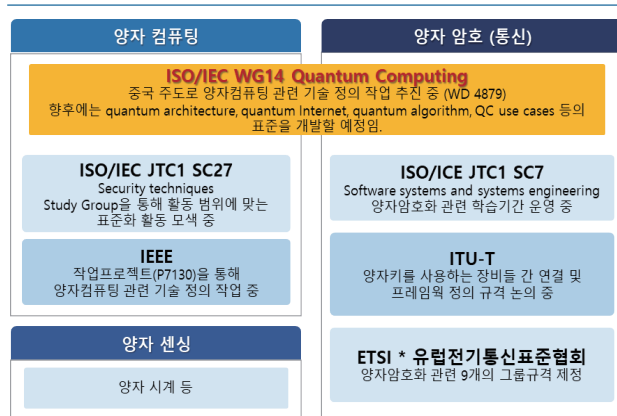 양자 컴퓨팅
양자 암호 (통신)
ISO/IEC WG14 Quantum Computing
중국 주도로 양자컴퓨팅 관련 기술 정의 작업 추진 중 (WD 4879)
향후에는 quantum architecture, quantum Internet, quantum algorithm, QC use cases 등의
표준을 개발할 예정임.
ISO/IEC JTC1 SC27
Security techniques
Study Group을 통해 활동 범위에 맞는
표준화 활동 모색 중
IEEE
작업프로젝트(P7130)을 통해
양자컴퓨팅 관련 기술 정의 작업 중
양자 센싱
양자 시계 등
ISO/ICE JTC1 SC7
Software systems and systems engineering
양자암호화 관련 학습기간 운영 중
ITU-T
양자키를 사용하는 장비들 간 연결 및
프레임웍 정의 규격 논의 중
ETSI * 유럽전기통신표준협회
양자암호화 관련 9개의 그룹규격 제정